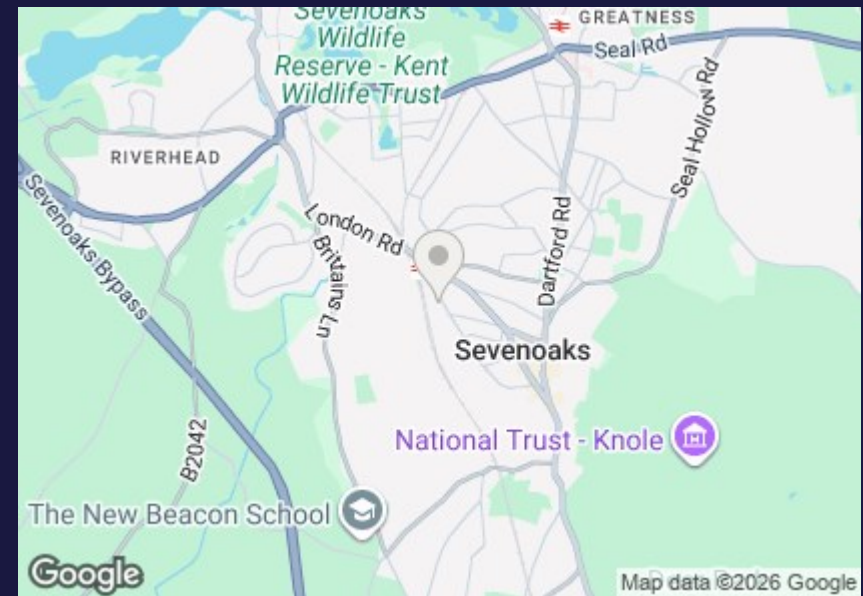 Sevenoaks
Wildlife
Reserve - Kent
Wildlife Trust
GREATNESS
Seal Rd
Seal Hollow Rd
RIVERHEAD
Sevenoaks Bypass
London Rd
Brittains Ln
Dartford Rd
Sevenoaks
B2042
National Trust - Knole
The New Beacon School
Google
Map data ©2026 Google